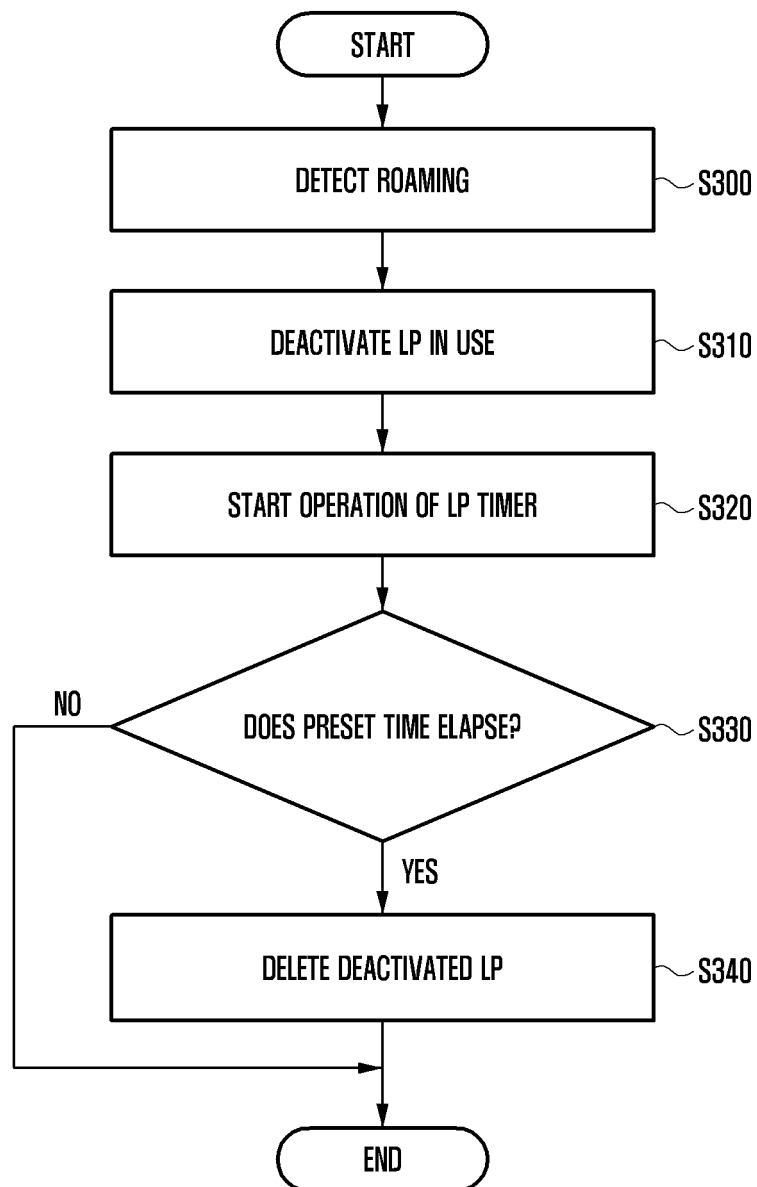 START
DETECT ROAMING
S300
DEACTIVATE LP IN USE
S310
START OPERATION OF LP TIMER
S320
NO
DOES PRESET TIME ELAPSE?
S330
YES
DELETE DEACTIVATED LP
S340
END